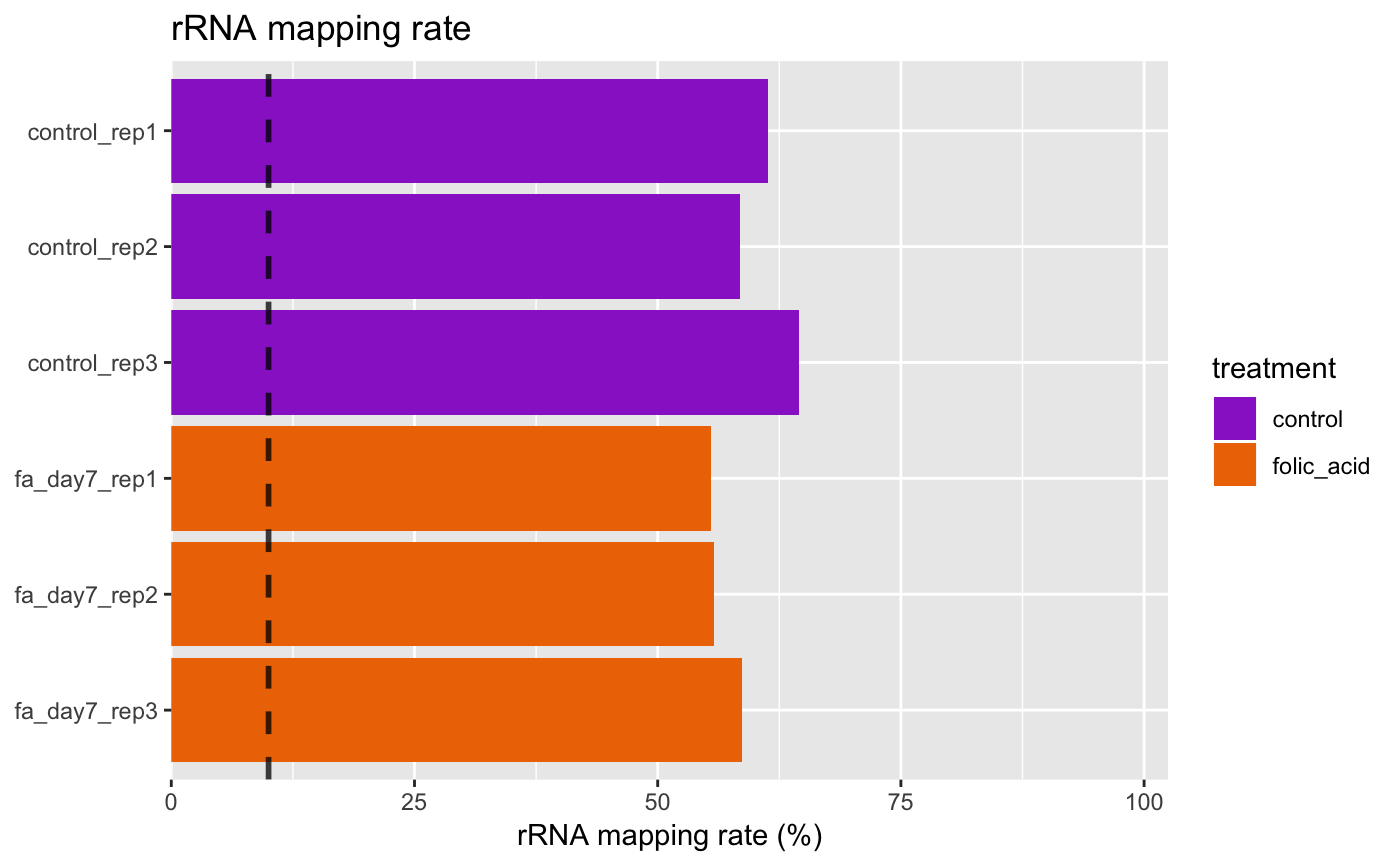 rRNA mapping rate
control_rep1
control_rep2
control_rep3
fa_day7_rep1
fa_day7_rep2
fa_day7_rep3
0 25 50 75 100
rRNA mapping rate (%)
treatment
control
folic_acid